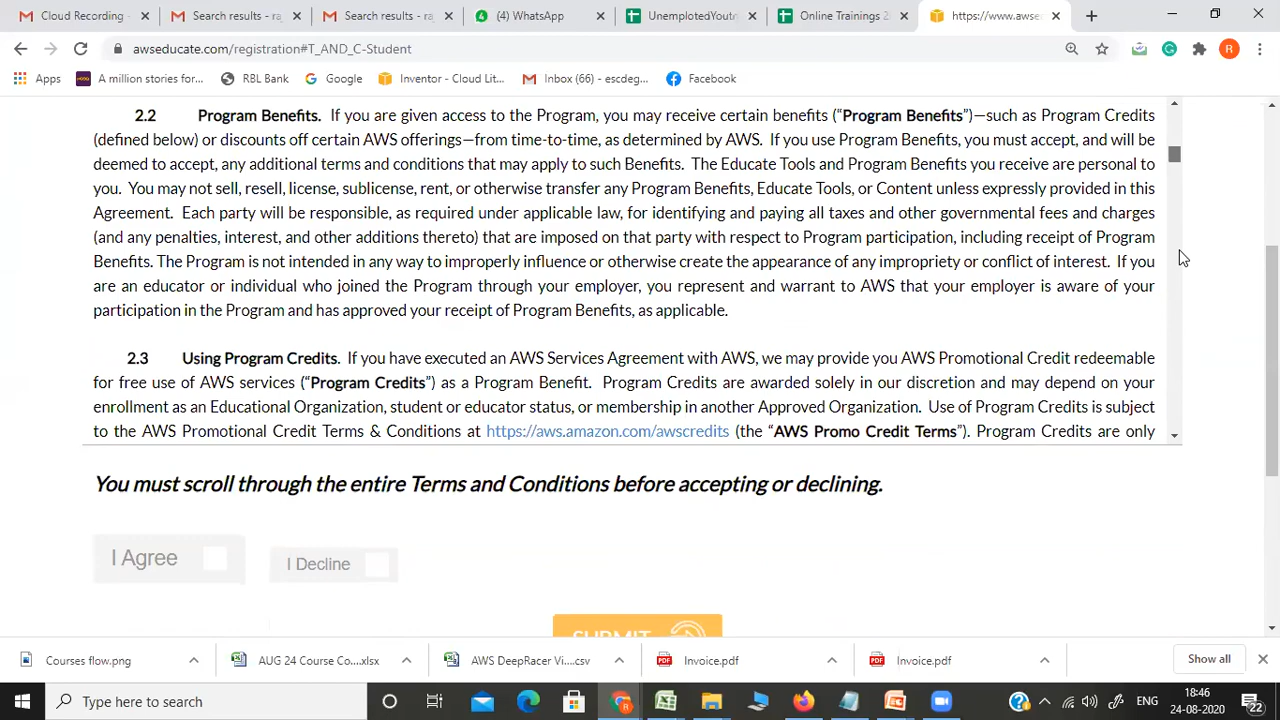 Cloud Recording -
Search results - raj
Search results - raj
(4) WhatsApp
UnemplotedYoutn
Online Trainings 2
https://www.awse
awseducate.com/registration#T_AND_C-Student
R
Apps
A million stories for...
RBL Bank
Google
Inventor - Cloud Lit...
Inbox (66) - escdeg...
Facebook
2.2 Program Benefits. If you are given access to the Program, you may receive certain benefits (“Program Benefits”)—such as Program Credits
(defined below) or discounts off certain AWS offerings—from time-to-time, as determined by AWS. If you use Program Benefits, you must accept, and will be
deemed to accept, any additional terms and conditions that may apply to such Benefits. The Educate Tools and Program Benefits you receive are personal to
you. You may not sell, resell, license, sublicense, rent, or otherwise transfer any Program Benefits, Educate Tools, or Content unless expressly provided in this
Agreement. Each party will be responsible, as required under applicable law, for identifying and paying all taxes and other governmental fees and charges
(and any penalties, interest, and other additions thereto) that are imposed on that party with respect to Program participation, including receipt of Program
Benefits. The Program is not intended in any way to improperly influence or otherwise create the appearance of any impropriety or conflict of interest. If you
are an educator or individual who joined the Program through your employer, you represent and warrant to AWS that your employer is aware of your
participation in the Program and has approved your receipt of Program Benefits, as applicable.
2.3 Using Program Credits. If you have executed an AWS Services Agreement with AWS, we may provide you AWS Promotional Credit redeemable
for free use of AWS services (“Program Credits”) as a Program Benefit. Program Credits are awarded solely in our discretion and may depend on your
enrollment as an Educational Organization, student or educator status, or membership in another Approved Organization. Use of Program Credits is subject
to the AWS Promotional Credit Terms & Conditions at https://aws.amazon.com/awscredits (the “AWS Promo Credit Terms”). Program Credits are only
You must scroll through the entire Terms and Conditions before accepting or declining.
I Agree
I Decline
SUBMIT
Courses flow.png
AUG 24 Course Co....xlsx
AWS DeepRacer Vi....csv
Invoice.pdf
Invoice.pdf
Show all
Type here to search
ENG
18:46
24-08-2020
22